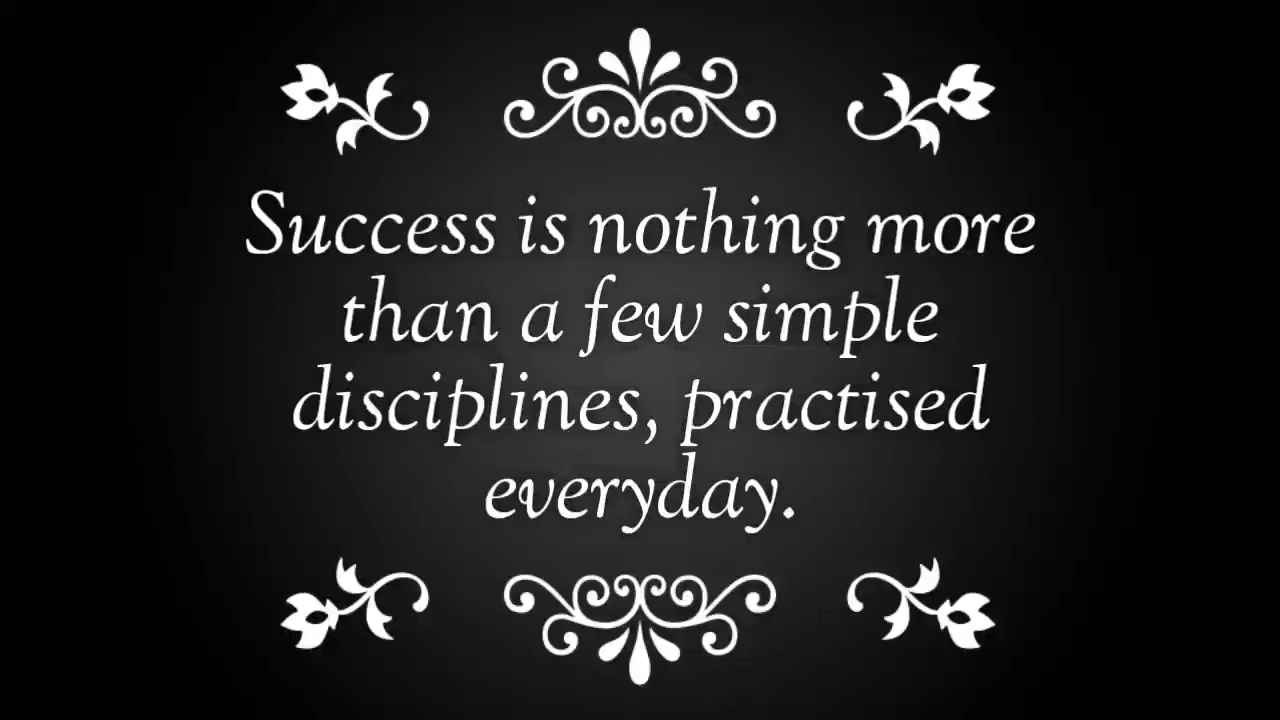 Success is nothing more
than a few simple
disciplines, practised
everyday.